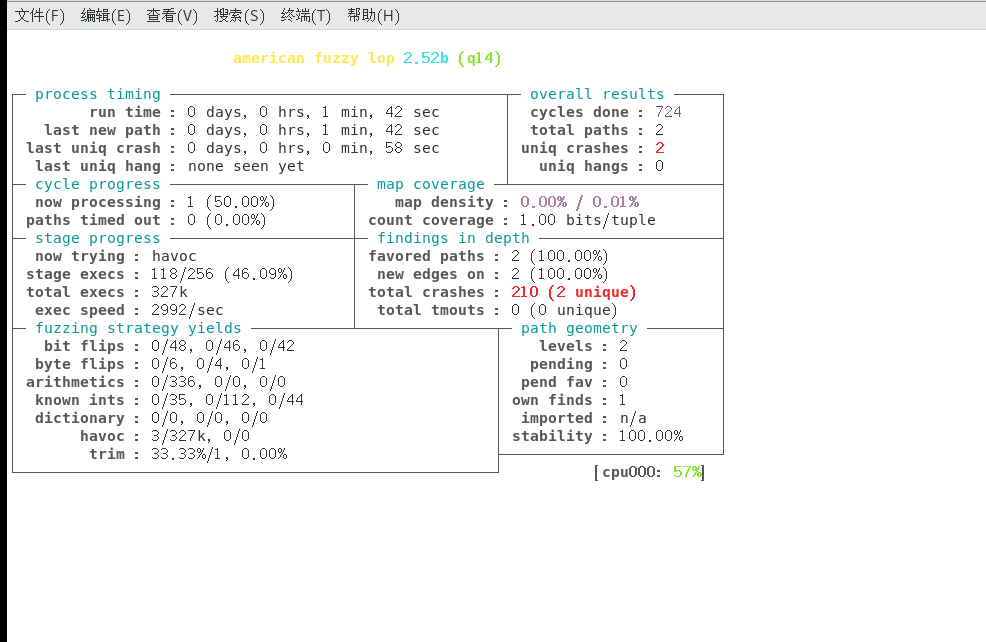 文件(F) 编辑(E) 查看(V) 搜索(S) 终端(T) 帮助(H)
american fuzzy lop 2.52b (q14)
process timing
run time : 0 days, 0 hrs, 1 min, 42 sec
last new path : 0 days, 0 hrs, 1 min, 42 sec
last uniq crash : 0 days, 0 hrs, 0 min, 58 sec
last uniq hang : none seen yet
overall results
cycles done : 724
total paths : 2
uniq crashes : 2
uniq hangs : 0
cycle progress
now processing : 1 (50.00%)
paths timed out : 0 (0.00%)
map coverage
map density : 0.00% / 0.01%
count coverage : 1.00 bits/tuple
stage progress
now trying : havoc
stage execs : 118/256 (46.09%)
total execs : 327k
exec speed : 2992/sec
findings in depth
favored paths : 2 (100.00%)
new edges on : 2 (100.00%)
total crashes : 210 (2 unique)
total tmouts : 0 (0 unique)
fuzzing strategy yields
bit flips : 0/48, 0/46, 0/42
byte flips : 0/6, 0/4, 0/1
arithmetics : 0/336, 0/0, 0/0
known ints : 0/35, 0/112, 0/44
dictionary : 0/0, 0/0, 0/0
havoc : 3/327k, 0/0
trim : 33.33%/1, 0.00%
path geometry
levels : 2
pending : 0
pend fav : 0
own finds : 1
imported : n/a
stability : 100.00%
[cpu000: 57%]